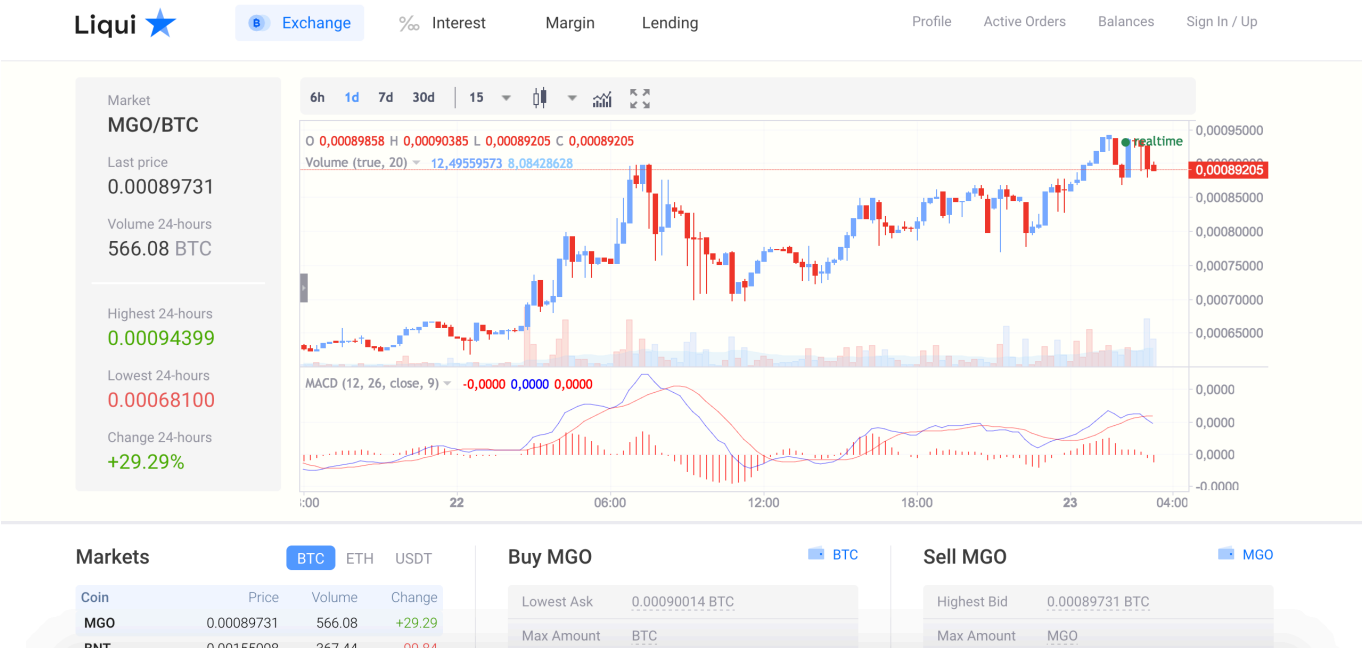 Liqui
Exchange
Interest
Margin
Lending
Profile
Active Orders
Balances
Sign In / Up
Market
MGO/BTC
Last price
0.00089731
Volume 24-hours
566.08 BTC
Highest 24-hours
0.00094399
Lowest 24-hours
0.00068100
Change 24-hours
+29.29%
6h 1d 7d 30d 15
O 0,00089858 H 0,00090385 L 0,00089205 C 0,00089205
Volume (true, 20) 12,49559573 8,08428628
realtime
0,00095000
0,00089205
0,00085000
0,00080000
0,00075000
0,00070000
0,00065000
MACD (12, 26, close, 9) -0,0000 0,0000 0,0000
0,0000
0,0000
0,0000
-0.0000
:00 22 06:00 12:00 18:00 23 04:00
Markets
BTC ETH USDT
Coin Price Volume Change
MGO 0.00089731 566.08 +29.29
BNT 0.00155098 367.44
Buy MGO
BTC
Lowest Ask 0.00090014 BTC
Max Amount BTC
Sell MGO
MGO
Highest Bid 0.00089731 BTC
Max Amount MGO